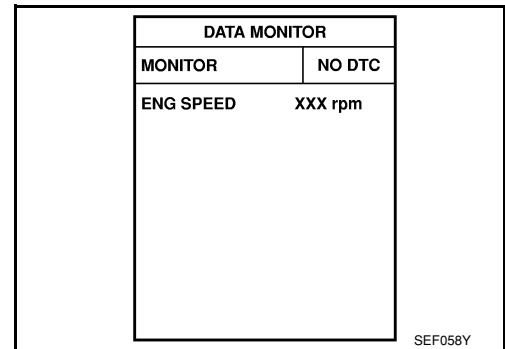 DATA MONITOR
MONITOR NO DTC
ENG SPEED XXX rpm
SEF058Y